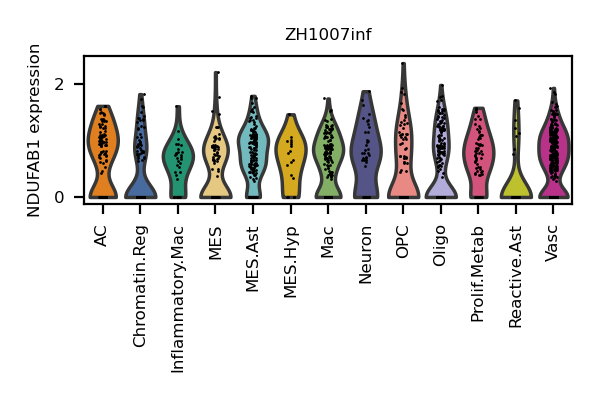 ZH1007inf
NDUFAB1 expression
2
0
AC
Chromatin.Reg
Inflammatory.Mac
MES
MES.Ast
MES.Hyp
Mac
Neuron
OPC
Oligo
Prolif.Metab
Reactive.Ast
Vasc